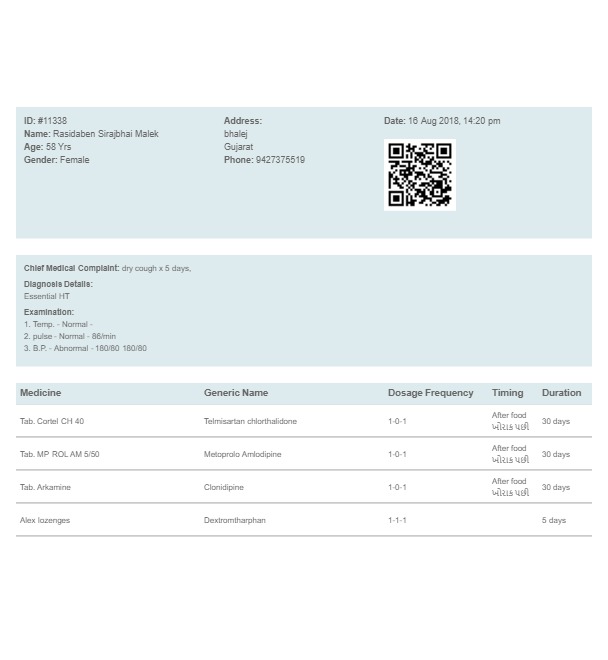 ID: #11338
Name: Rasidaben Sirajbhai Malek
Age: 58 Yrs
Gender: Female
Address:
bhalej
Gujarat
Phone: 9427375519
Date: 16 Aug 2018, 14:20 pm
Chief Medical Complaint: dry cough x 5 days,
Diagnosis Details:
Essential HT
Examination:
1. Temp. - Normal -
2. pulse - Normal - 86/min
3. B.P. - Abnormal - 180/80 180/80
Medicine Generic Name Dosage Frequency Timing Duration
Tab. Cortel CH 40 Telmisartan chlorthalidone 1-0-1 After food 30 days
ખોરાક પછી
Tab. MP ROL AM 5/50 Metoprolo Amlodipine 1-0-1 After food 30 days
ખોરાક પછી
Tab. Arkamine Clonidipine 1-0-1 After food 30 days
ખોરાક પછી
Alex lozenges Dextromtharphan 1-1-1 5 days